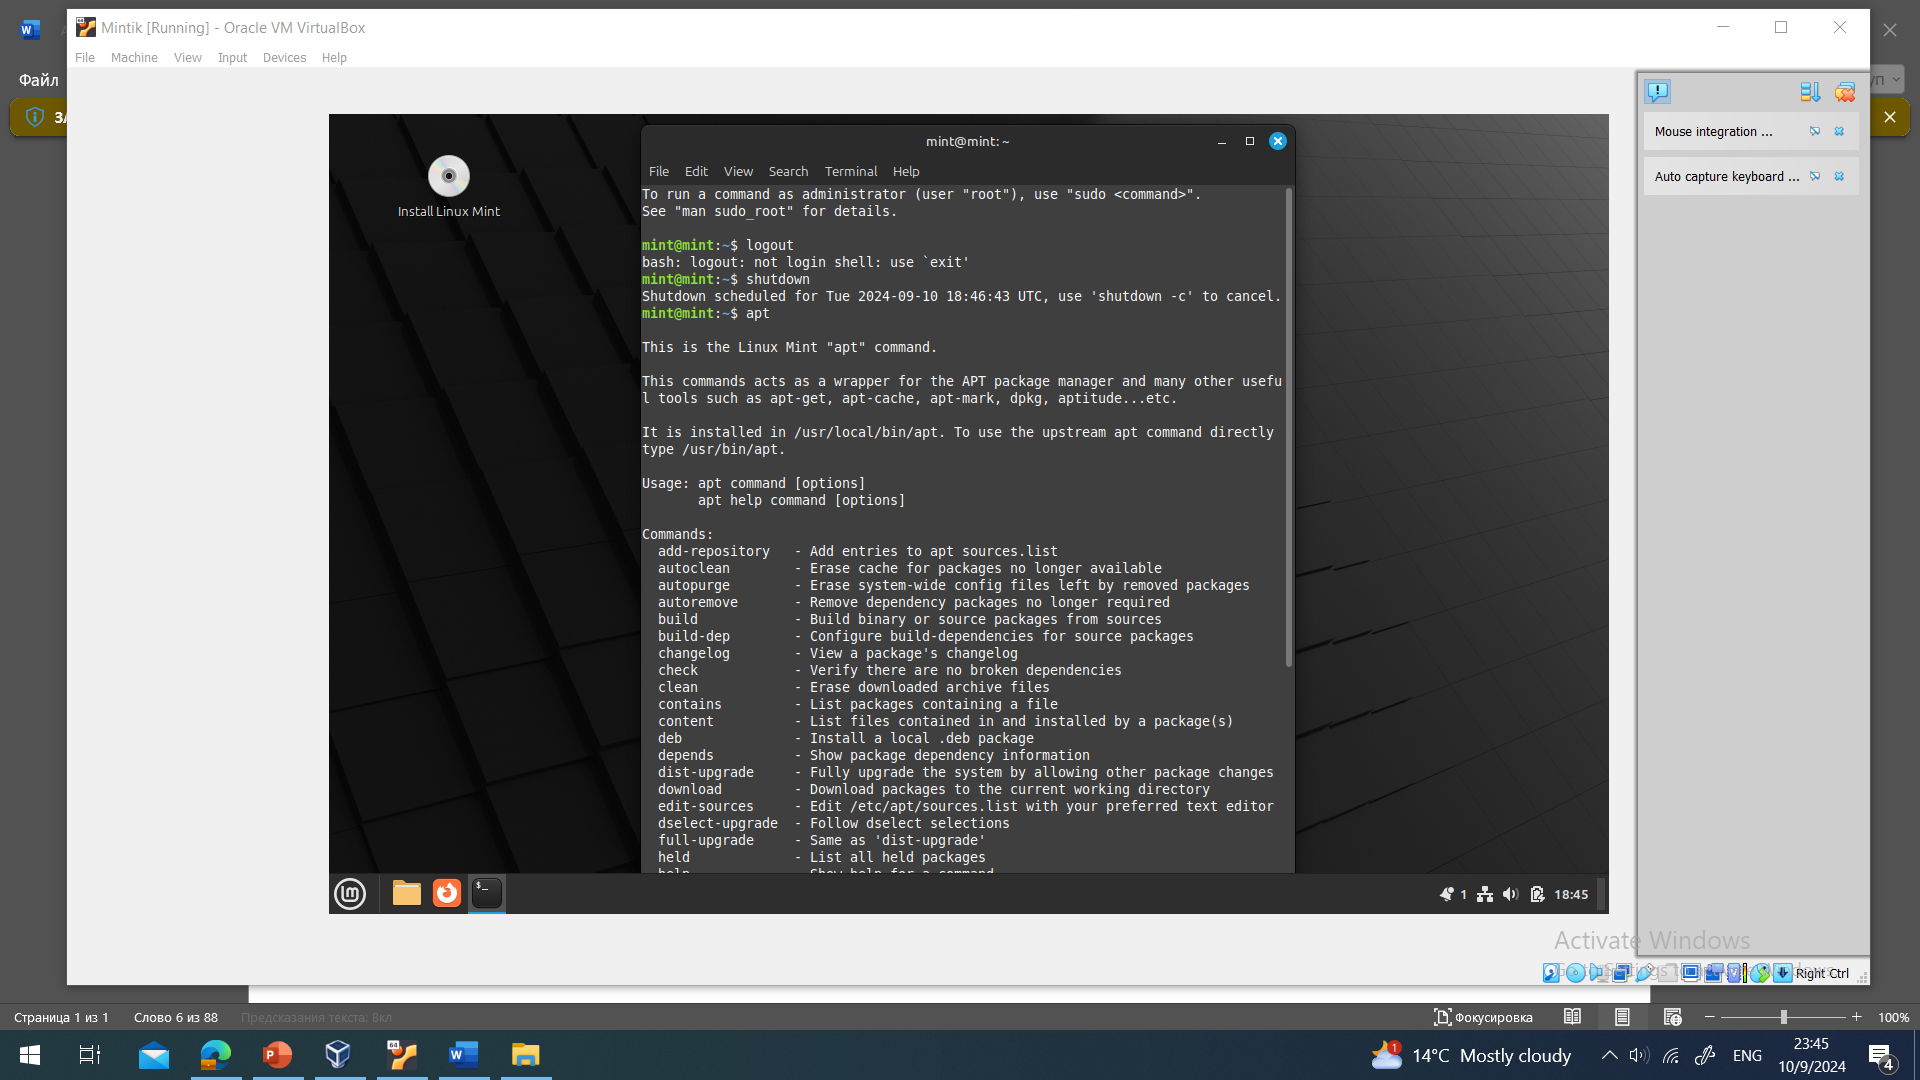 Mintik [Running] - Oracle VM VirtualBox
File Machine View Input Devices Help
Файл
Mouse integration ...
Auto capture keyboard ...
Install Linux Mint
mint@mint: ~
File Edit View Search Terminal Help
To run a command as administrator (user "root"), use "sudo <command>".
See "man sudo_root" for details.
mint@mint:~$ logout
bash: logout: not login shell: use `exit'
mint@mint:~$ shutdown
Shutdown scheduled for Tue 2024-09-10 18:46:43 UTC, use 'shutdown -c' to cancel.
mint@mint:~$ apt
This is the Linux Mint "apt" command.
This commands acts as a wrapper for the APT package manager and many other usefu
l tools such as apt-get, apt-cache, apt-mark, dpkg, aptitude...etc.
It is installed in /usr/local/bin/apt. To use the upstream apt command directly
type /usr/bin/apt.
Usage: apt command [options]
apt help command [options]
Commands:
add-repository - Add entries to apt sources.list
autoclean - Erase cache for packages no longer available
autopurge - Erase system-wide config files left by removed packages
autoremove - Remove dependency packages no longer required
build - Build binary or source packages from sources
build-dep - Configure build-dependencies for source packages
changelog - View a package's changelog
check - Verify there are no broken dependencies
clean - Erase downloaded archive files
contains - List packages containing a file
content - List files contained in and installed by a package(s)
deb - Install a local .deb package
depends - Show package dependency information
dist-upgrade - Fully upgrade the system by allowing other package changes
download - Download packages to the current working directory
edit-sources - Edit /etc/apt/sources.list with your preferred text editor
dselect-upgrade - Follow dselect selections
full-upgrade - Same as 'dist-upgrade'
held - List all held packages
help - Show help for a command
1 18:45
Activate Windows
Right Ctrl
Страница 1 из 1 Слово 6 из 88 Предсказания текста: Вкл
Фокусировка 100%
14°C Mostly cloudy
ENG
23:45
10/9/2024
4